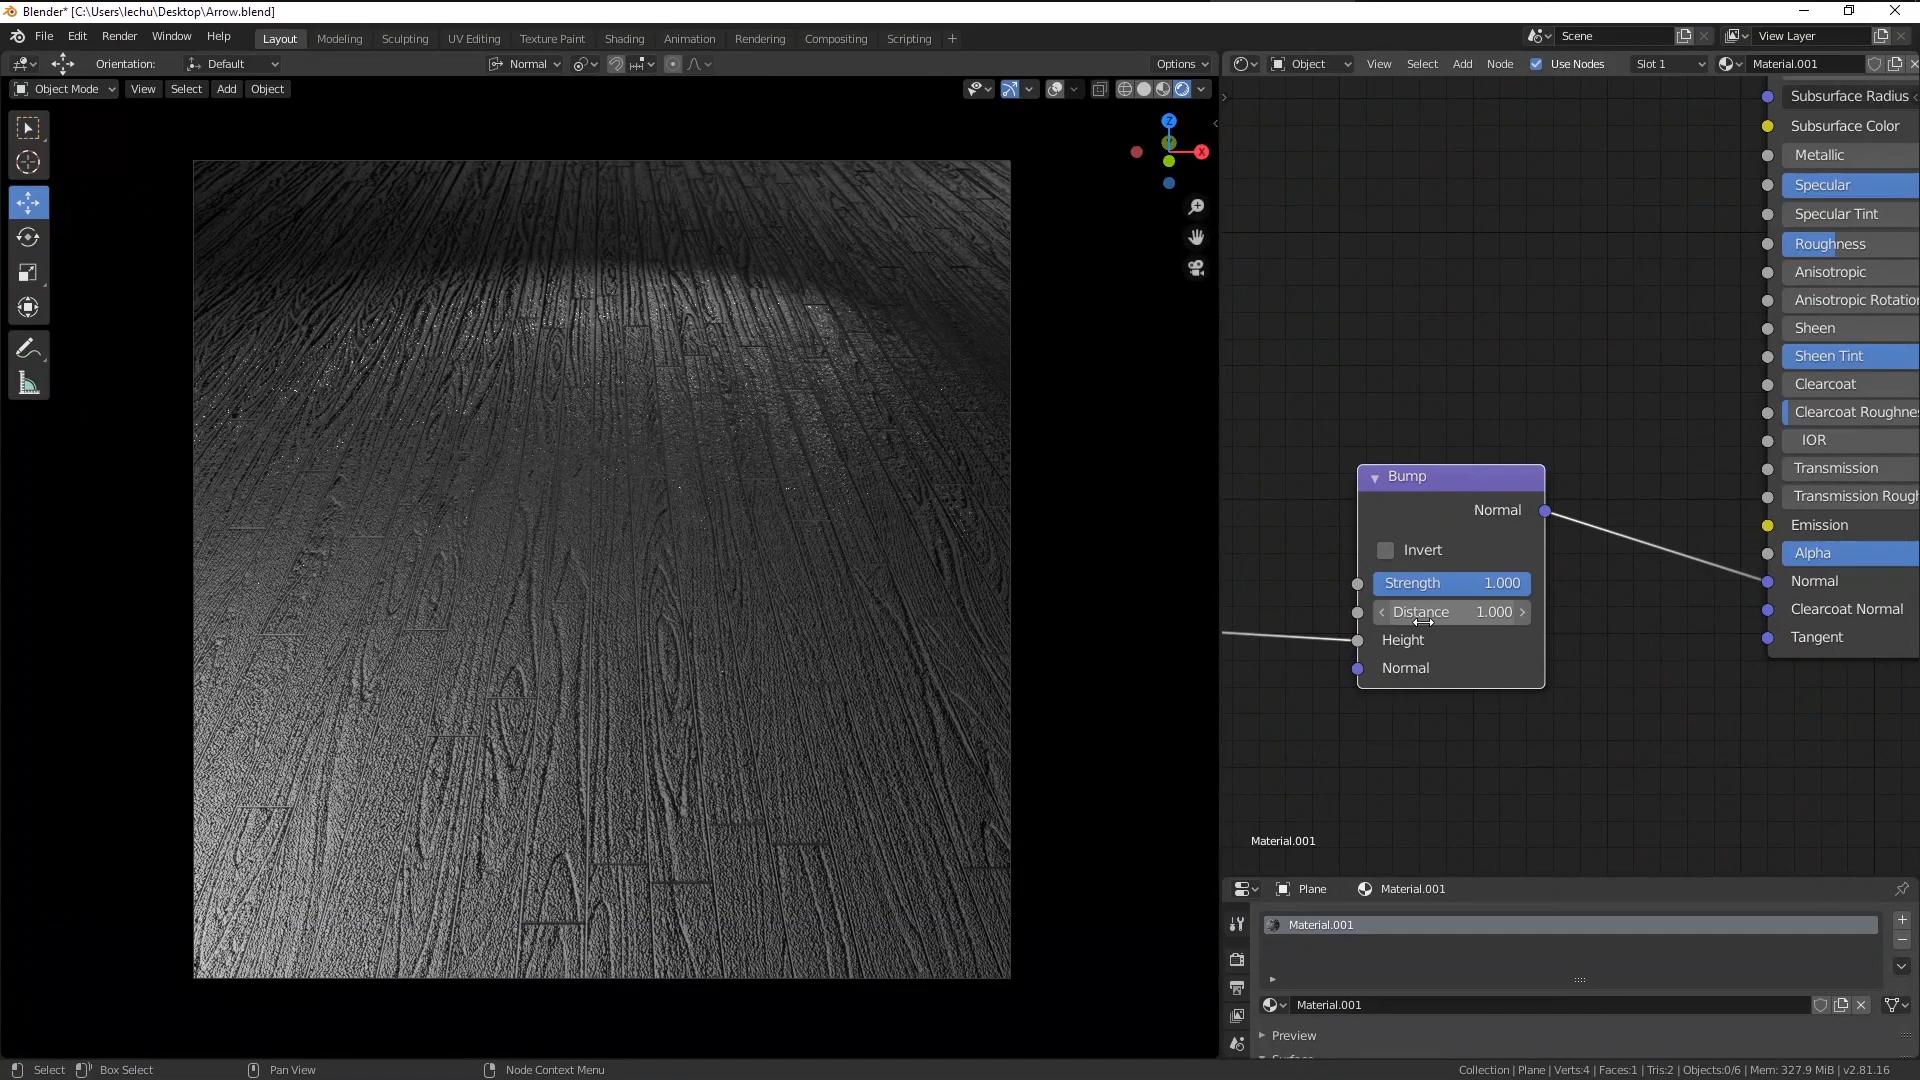 Blender* [C:\Users\lechu\Desktop\Arrow.blend]
File Edit Render Window Help Layout Modeling Sculpting UV Editing Texture Paint Shading Animation Rendering Compositing Scripting + Scene View Layer
Orientation: Default Normal Options Object View Select Add Node Use Nodes Slot 1 Material.001
Object Mode View Select Add Object
Z
X
Subsurface Radius
Subsurface Color
Metallic
Specular
Specular Tint
Roughness
Anisotropic
Anisotropic Rotation
Sheen
Sheen Tint
Clearcoat
Clearcoat Roughnes
IOR
Transmission
Transmission Rough
Emission
Alpha
Normal
Clearcoat Normal
Tangent
Bump
Normal
Invert
Strength 1.000
Distance 1.000
Height
Normal
Material.001
Plane Material.001
Material.001
Material.001
Preview
Select Box Select Pan View Node Context Menu Collection | Plane | Verts:4 | Faces:1 | Tris:2 | Objects:0/6 | Mem: 327.9 MiB | v2.81.16